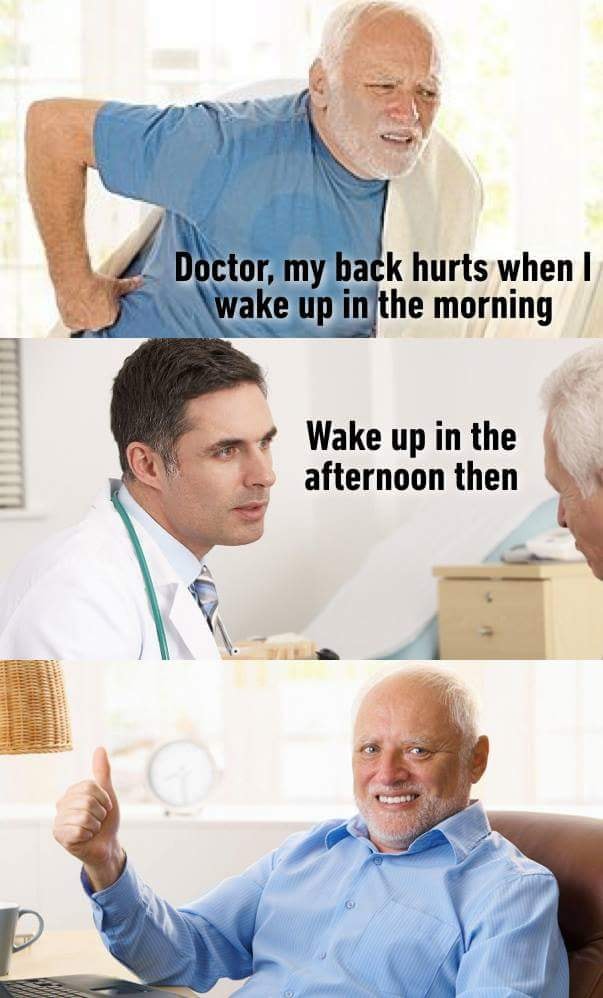 Doctor, my back hurts when I
wake up in the morning
Wake up in the
afternoon then